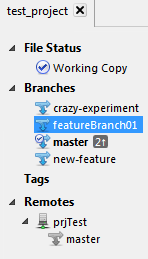 test_project
File Status
Working Copy
Branches
crazy-experiment
featureBranch01
master 2↑
new-feature
Tags
Remotes
prjTest
master